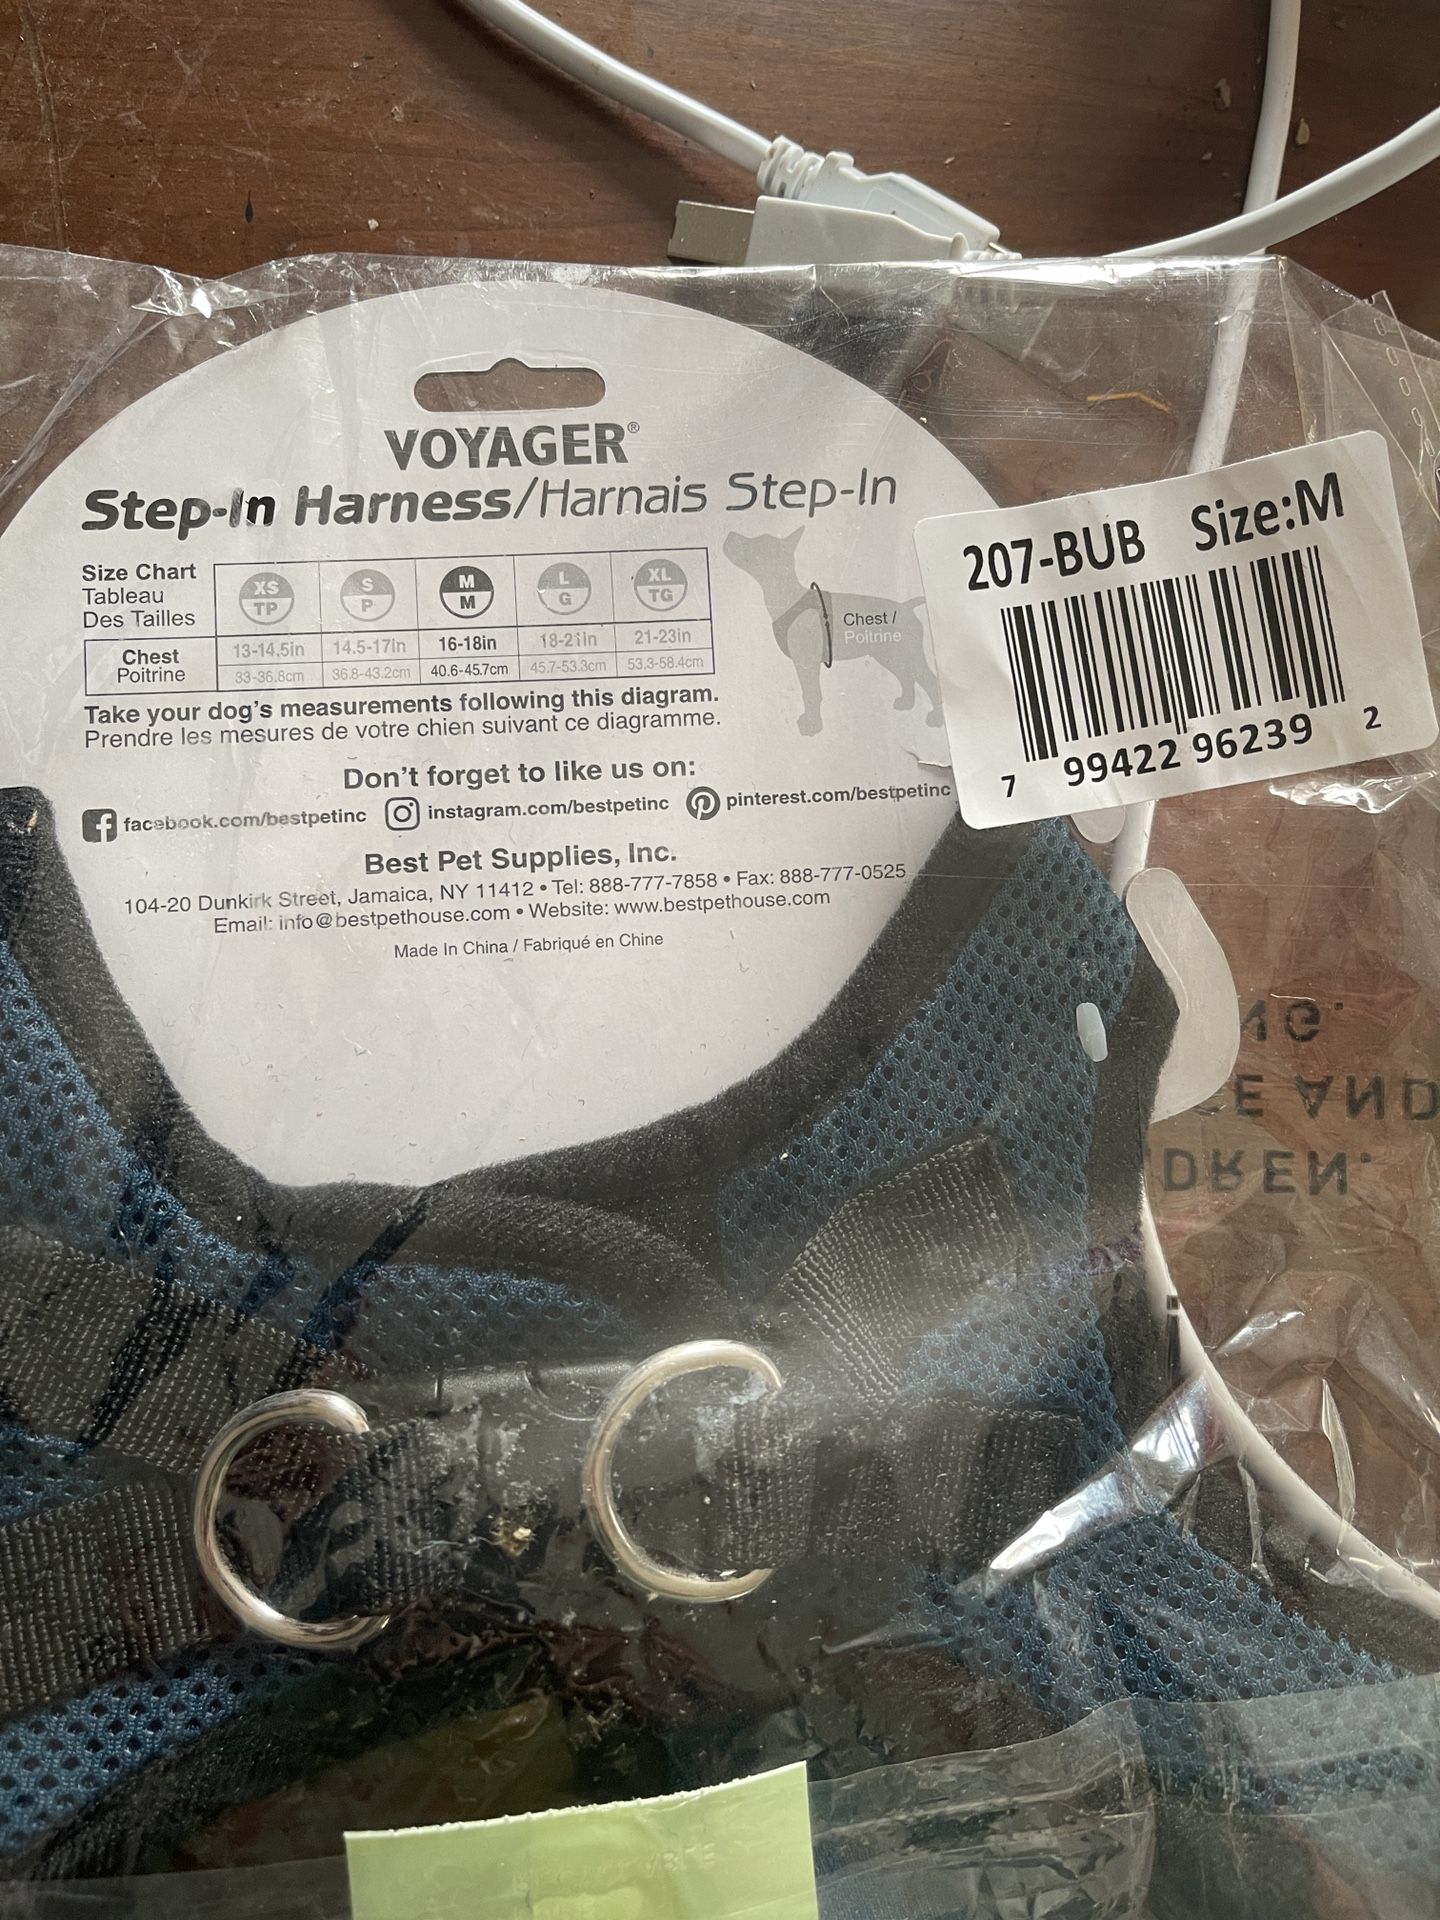 VOYAGER®
Step-In Harness/Harnais Step-In
Size Chart
Tableau
Des Tailles
XS
TP
S
P
M
M
L
G
XL
TG
Chest
Poitrine
13-14.5in 14.5-17in 16-18in 18-21in 21-23in
33-36.8cm 36.8-43.2cm 40.6-45.7cm 45.7-53.3cm 53.3-58.4cm
Chest /
Poitrine
Take your dog's measurements following this diagram.
Prendre les mesures de votre chien suivant ce diagramme.
Don't forget to like us on:
facebook.com/bestpetinc instagram.com/bestpetinc pinterest.com/bestpetinc
Best Pet Supplies, Inc.
104-20 Dunkirk Street, Jamaica, NY 11412 • Tel: 888-777-7858 • Fax: 888-777-0525
Email: info@bestpethouse.com • Website: www.bestpethouse.com
Made In China / Fabriqué en Chine
207-BUB Size:M
7 99422 96239 2
DREN.
AND
NG.